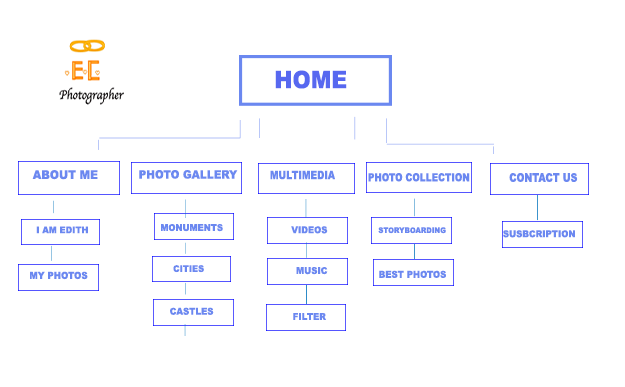 E.C
Photographer
HOME
ABOUT ME
PHOTO GALLERY
MULTIMEDIA
PHOTO COLLECTION
CONTACT US
I AM EDITH
MONUMENTS
VIDEOS
STORYBOARDING
SUSBCRIPTION
MY PHOTOS
CITIES
MUSIC
BEST PHOTOS
CASTLES
FILTER